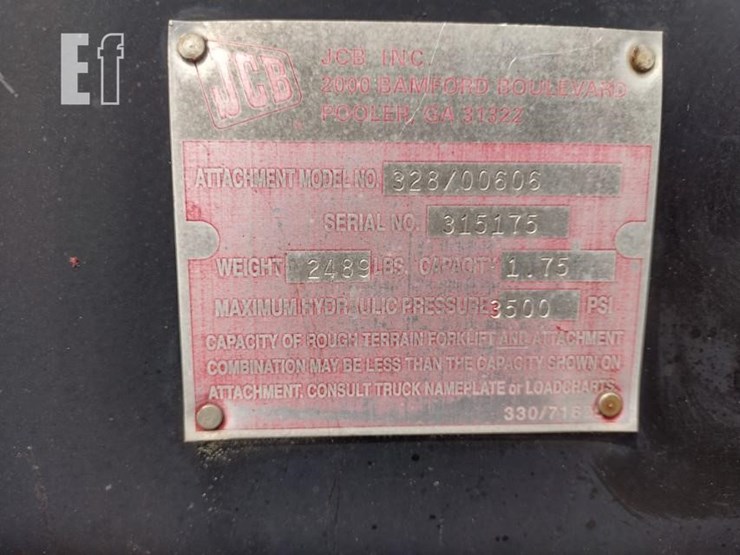 Ef
JCB
JCB INC.
2000 BAMFORD BOULEVARD
POOLER, GA 31322
ATTACHMENT MODEL NO. 328/00606
SERIAL NO. 315175
WEIGHT 2489 LBS. CAPACITY 1.75
MAXIMUM HYDRAULIC PRESSURE 3500 PSI
CAPACITY OF ROUGH TERRAIN FORKLIFT AND ATTACHMENT
COMBINATION MAY BE LESS THAN THE CAPACITY SHOWN ON
ATTACHMENT. CONSULT TRUCK NAMEPLATE or LOADCHARTS.